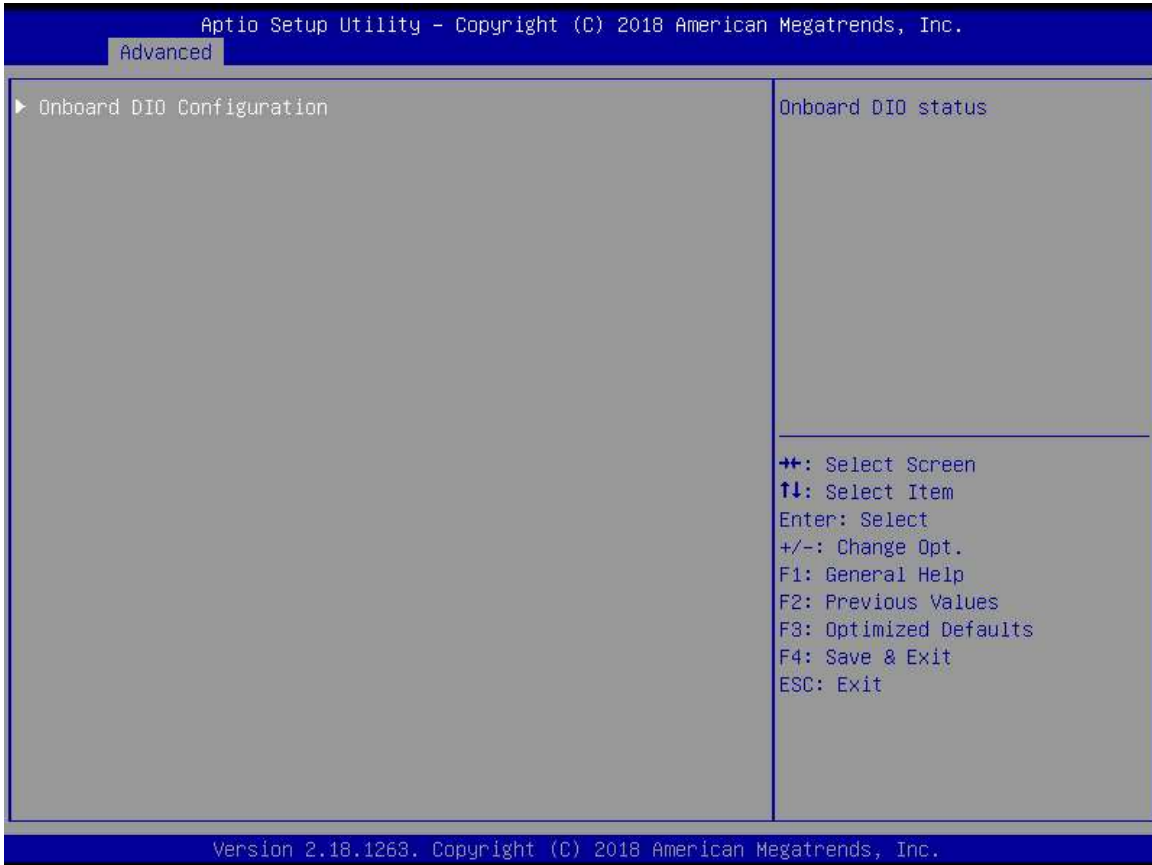 Aptio Setup Utility – Copyright (C) 2018 American Megatrends, Inc.
Advanced
▶ Onboard DIO Configuration
Onboard DIO status
→←: Select Screen
↑↓: Select Item
Enter: Select
+/-: Change Opt.
F1: General Help
F2: Previous Values
F3: Optimized Defaults
F4: Save & Exit
ESC: Exit
Version 2.18.1263. Copyright (C) 2018 American Megatrends, Inc.